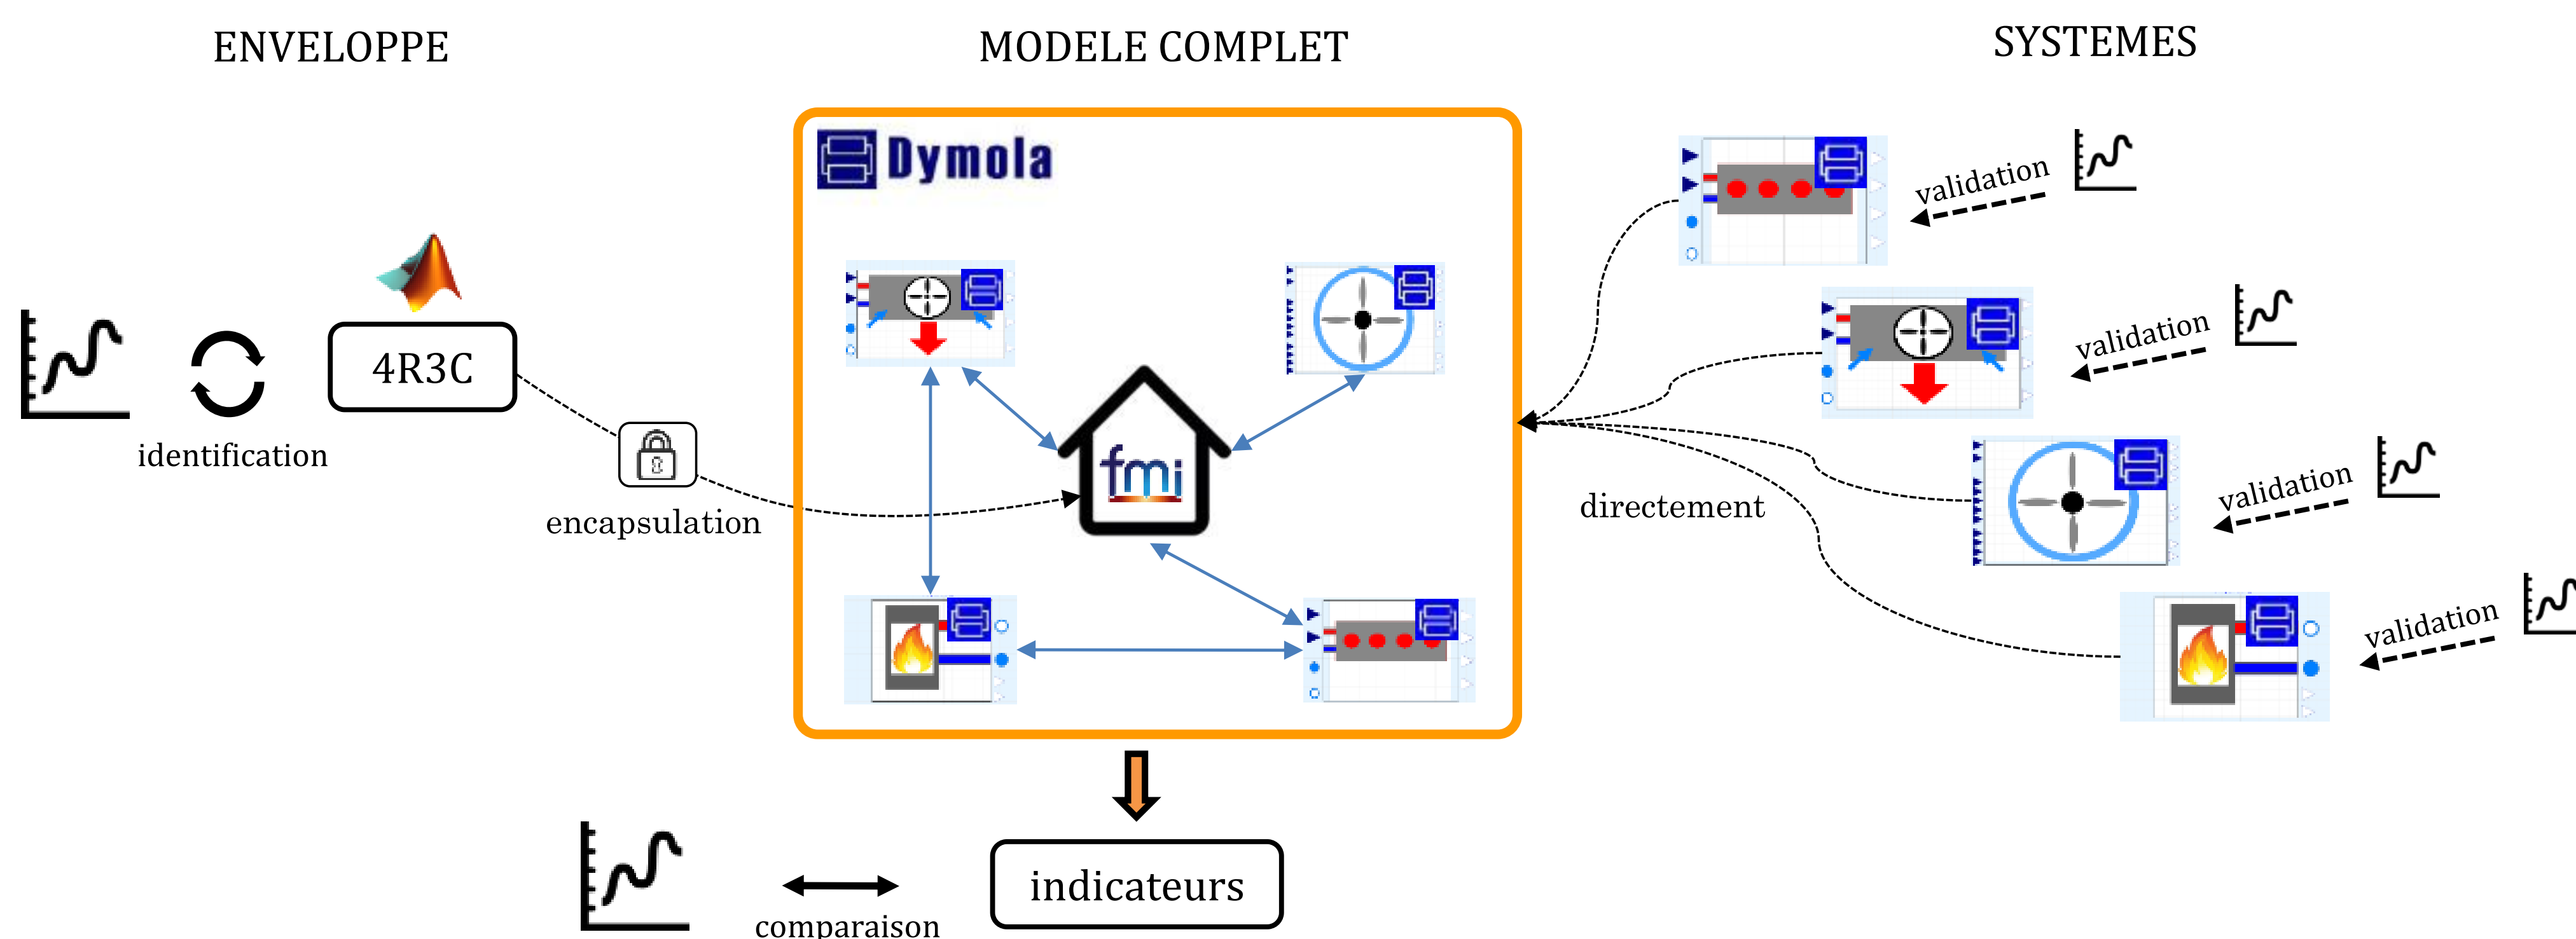 ENVELOPPE
MODELE COMPLET
SYSTEMES
Dymola
validation
validation
4R3C
identification
fmi
encapsulation
directement
validation
validation
indicateurs
comparaison